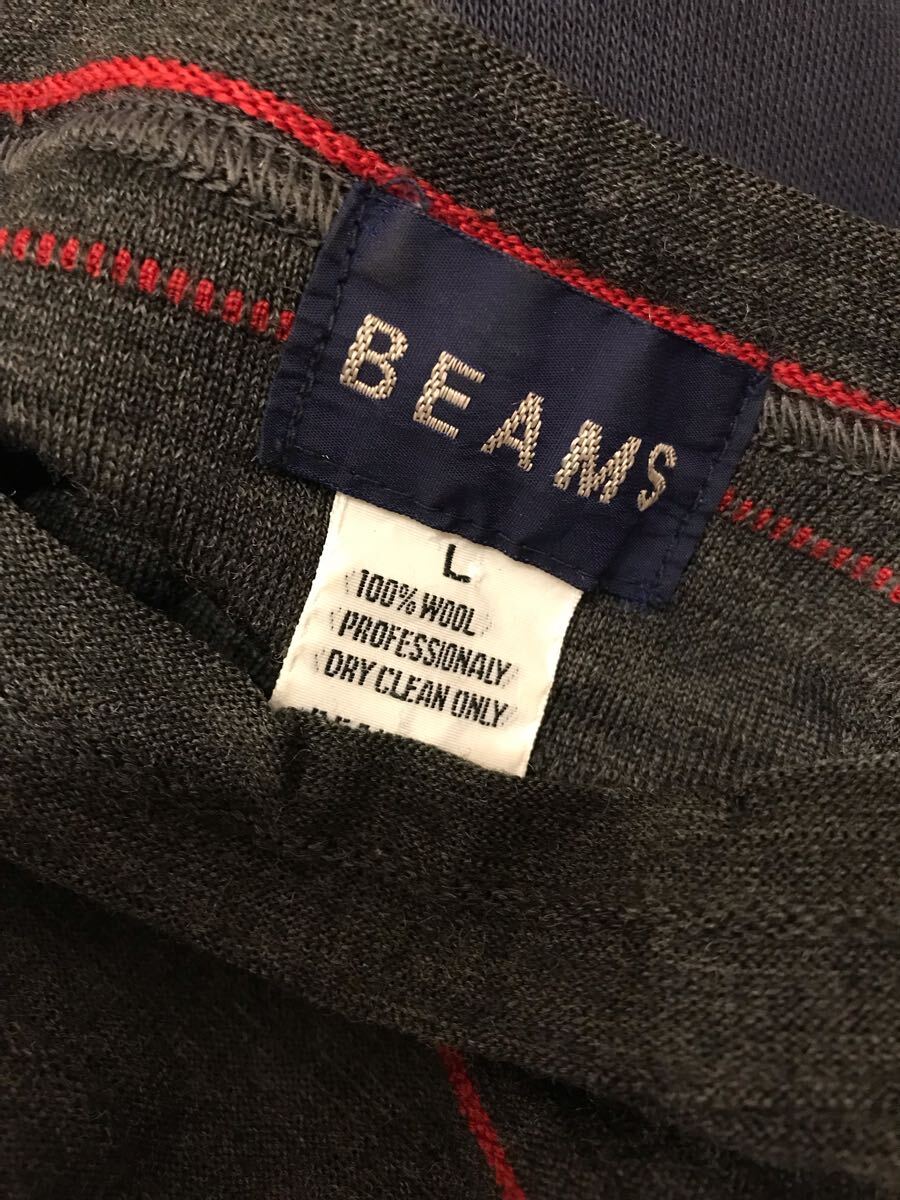 BEAMS
L
100% WOOL
PROFESSIONALY
DRY CLEAN ONLY